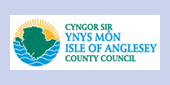 CYNGOR SIR
YNYS MÔN
ISLE OF ANGLESEY
COUNTY COUNCIL